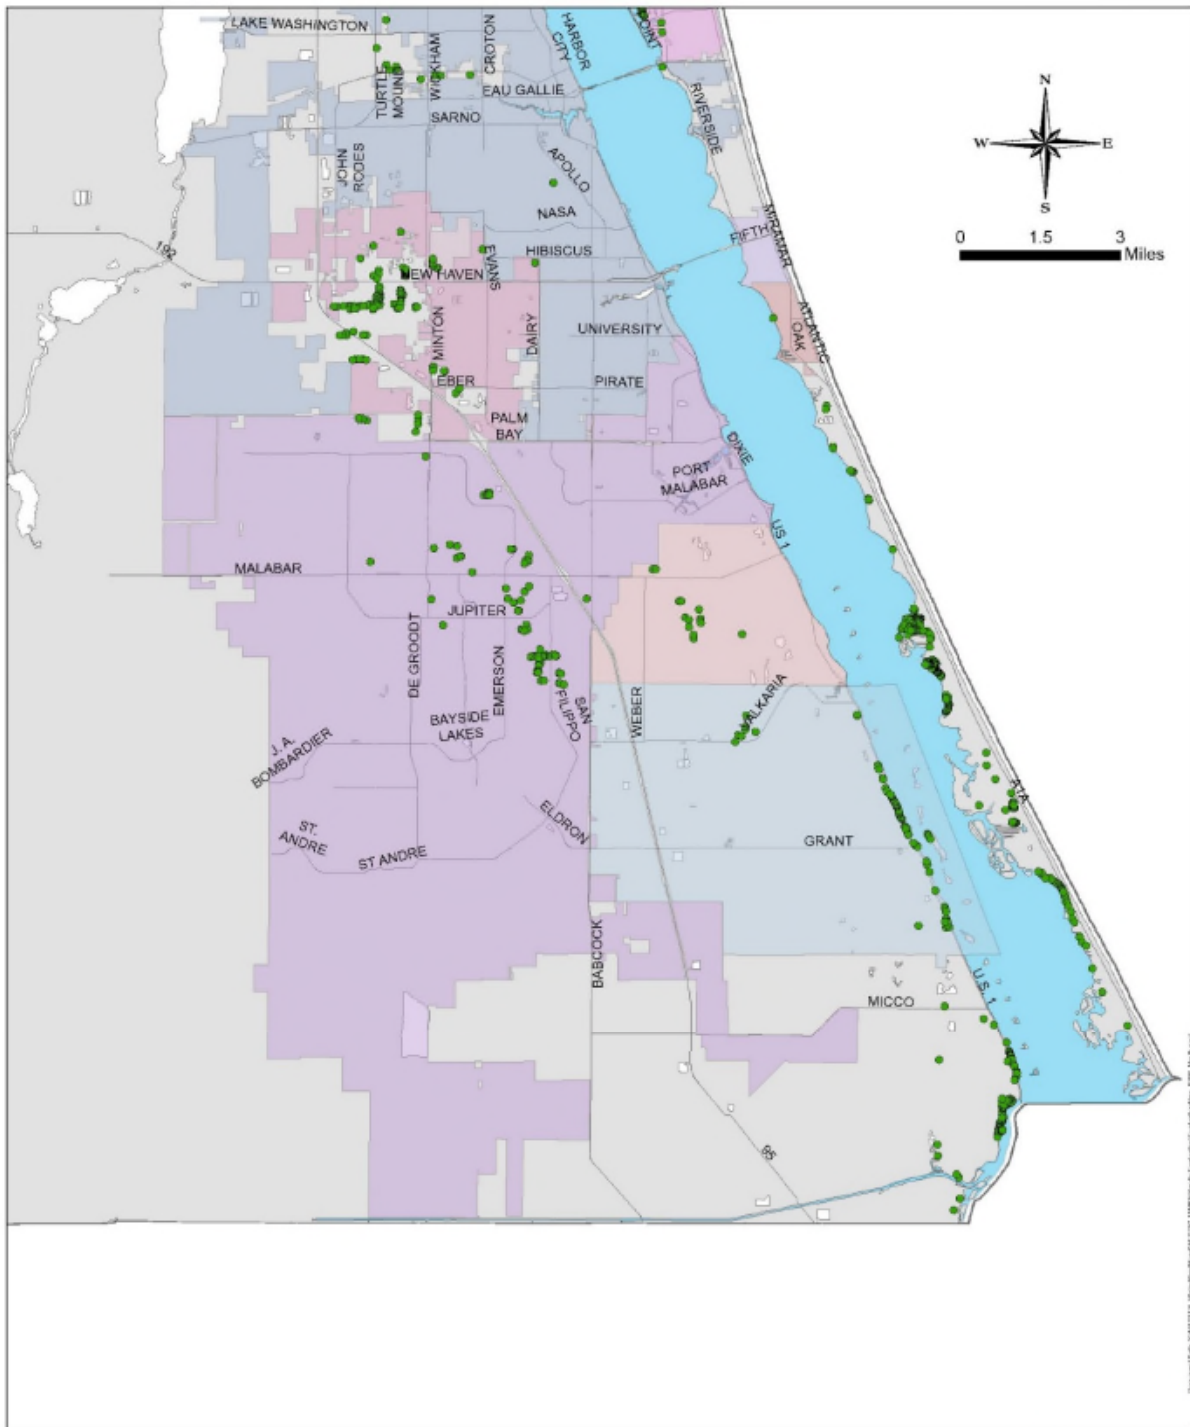 LAKE WASHINGTON
TURTLE
MOUND
WICKHAM
CROTON
HARBOR
CITY
POINT
EAU GALLIE
SARNO
RIVERSIDE
JOHN
RODES
APOLLO
NASA
192
HIBISCUS
FIFTH
MIRAMAR
NEW HAVEN
EVANS
MINTON
DAIRY
UNIVERSITY
OAK
ATLANTIC
EBER
PIRATE
PALM
BAY
DIXIE
PORT
MALABAR
US 1
MALABAR
JUPITER
DE GROODT
EMERSON
BAYSIDE
LAKES
SAN
FILIPPO
WEBER
VALKARIA
J. A.
BOMBARDIER
A1A
ELDRON
ST.
ANDRE
ST ANDRE
GRANT
BABCOCK
U.S. 1
MICCO
95
N
W
E
S
0 1.5 3
Miles